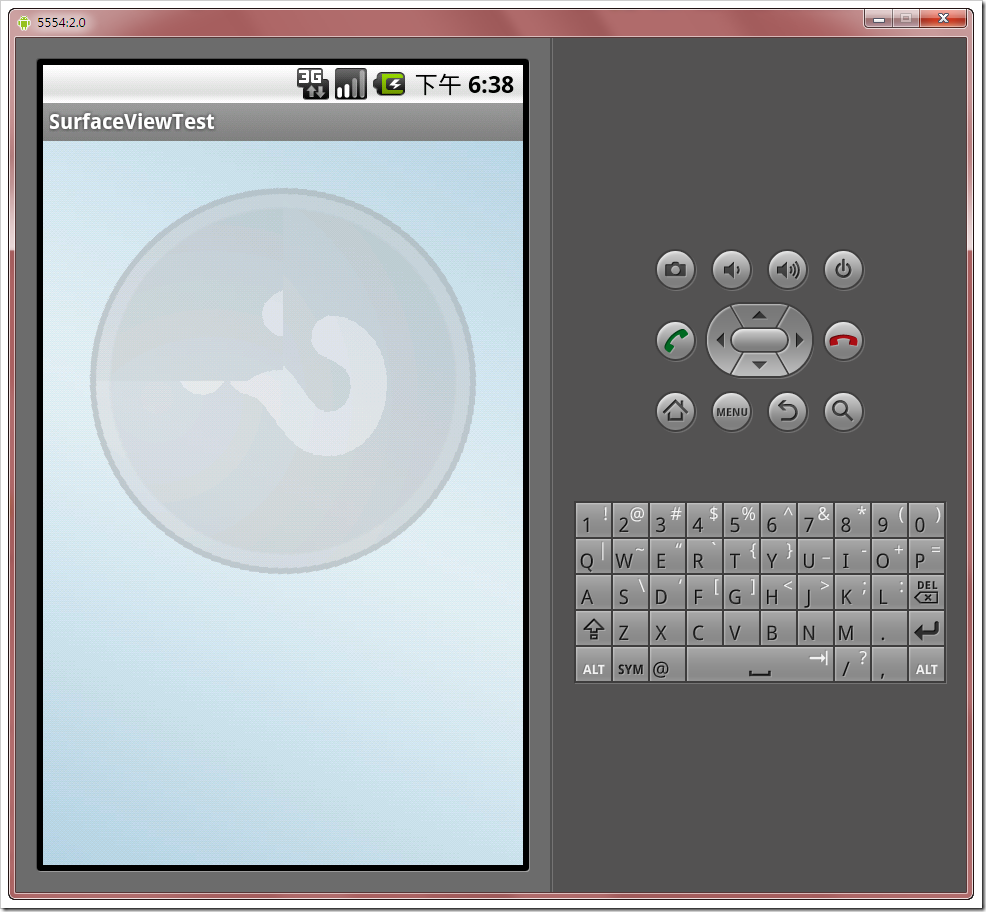 5554:2.0
3G 下午 6:38
SurfaceViewTest
MENU
1 ! 2 @ 3 # 4 $ 5 % 6 ^ 7 & 8 * 9 ( 0 )
Q | W ~ E “ R ` T { Y } U _ I - O + P =
A S \ D ‘ F [ G ] H < J > K ; L : DEL
Z X C V B N M .
ALT SYM @ / ? , ALT